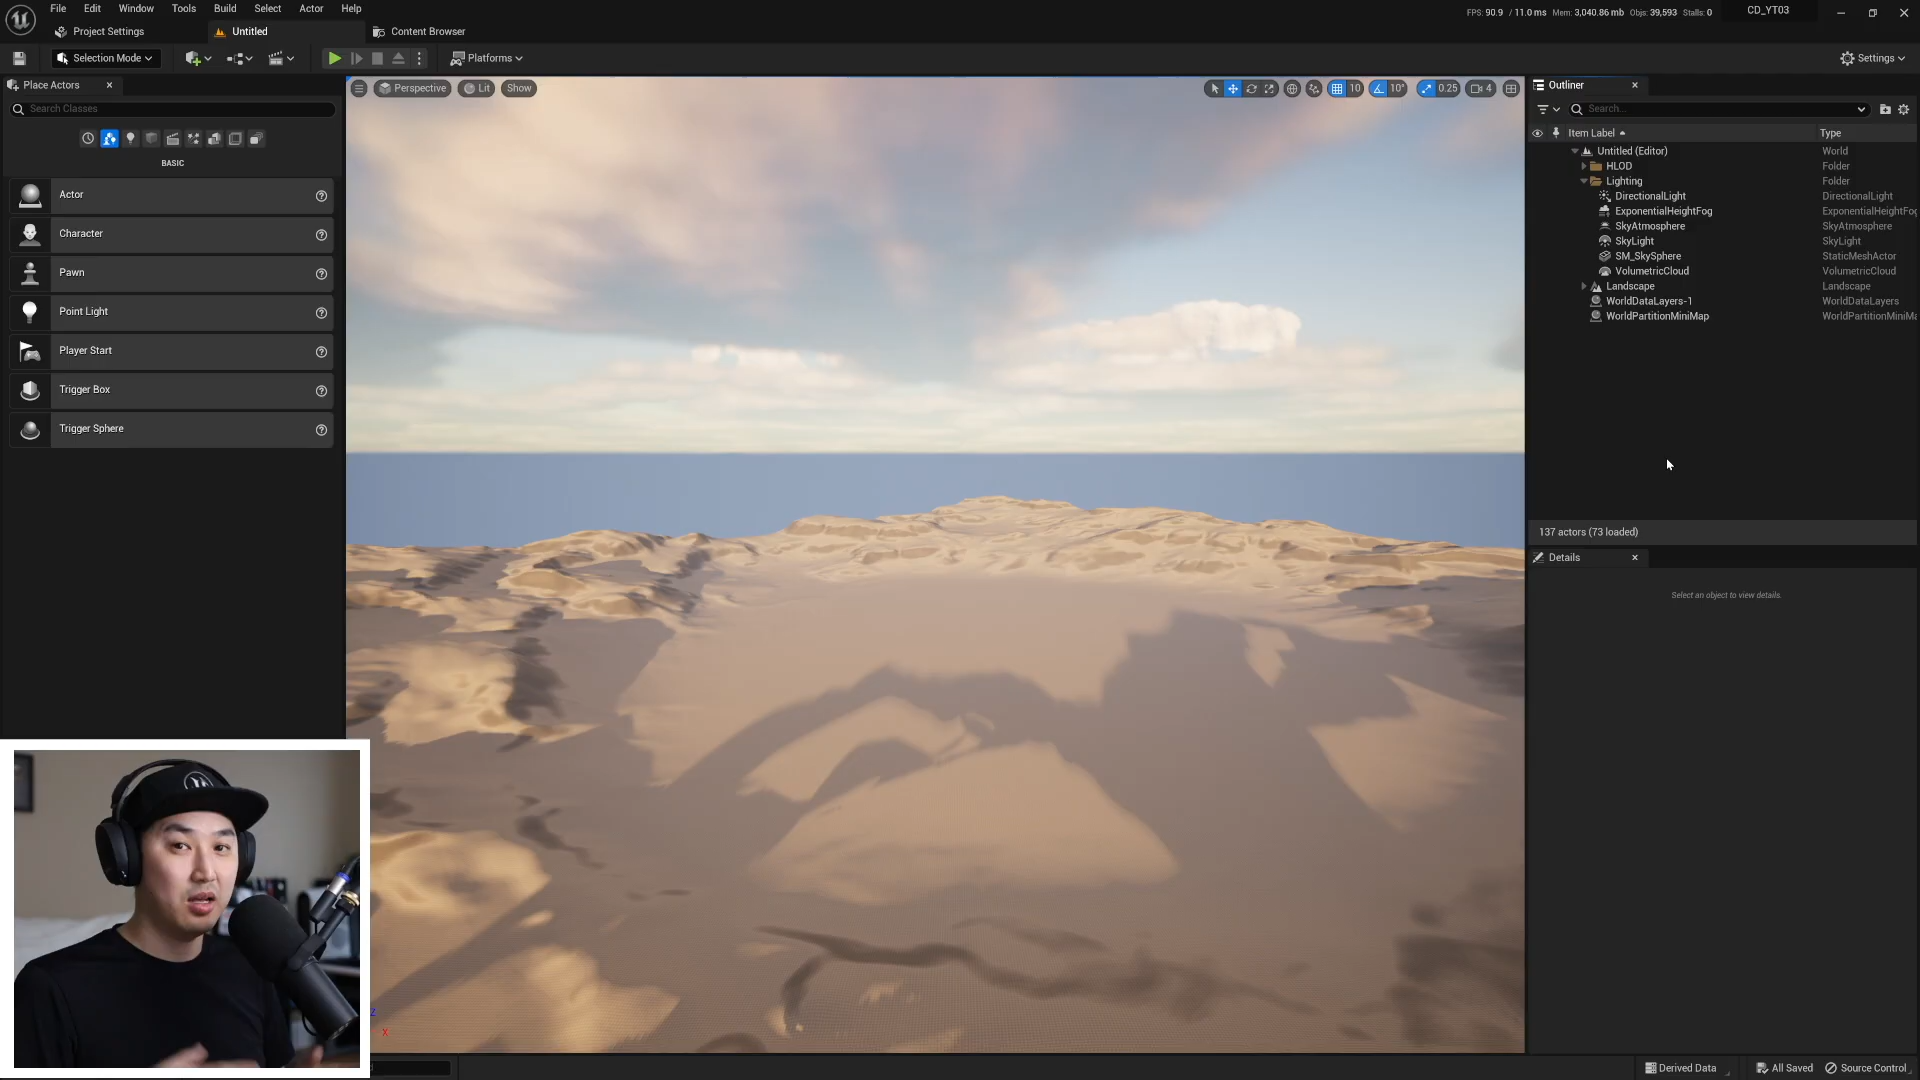 File Edit Window Tools Build Select Actor Help
FPS: 90.9 / 11.0 ms Mem: 3,040.86 mb Objs: 39,593 Stalls: 0
CD_YT03
Project Settings
Untitled
Content Browser
Selection Mode
Platforms
Settings
Place Actors
Search Classes
BASIC
Actor
Character
Pawn
Point Light
Player Start
Trigger Box
Trigger Sphere
Perspective Lit Show
10 10° 0.25 4
Outliner
Search...
Item Label Type
Untitled (Editor) World
HLOD Folder
Lighting Folder
DirectionalLight DirectionalLight
ExponentialHeightFog ExponentialHeightFog
SkyAtmosphere SkyAtmosphere
SkyLight SkyLight
SM_SkySphere StaticMeshActor
VolumetricCloud VolumetricCloud
Landscape Landscape
WorldDataLayers-1 WorldDataLayers
WorldPartitionMiniMap WorldPartitionMiniMa
137 actors (73 loaded)
Details
Select an object to view details.
Z
X
Derived Data All Saved Source Control